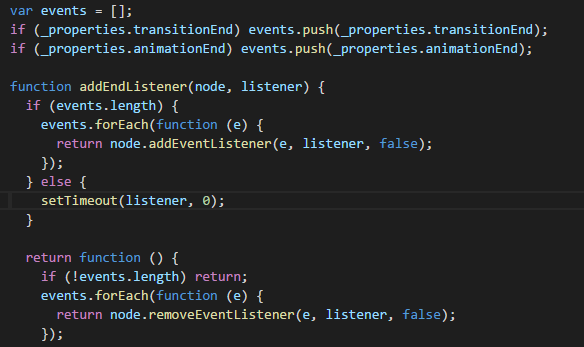 var events = [];
if (_properties.transitionEnd) events.push(_properties.transitionEnd);
if (_properties.animationEnd) events.push(_properties.animationEnd);

function addEndListener(node, listener) {
  if (events.length) {
    events.forEach(function (e) {
      return node.addEventListener(e, listener, false);
    });
  } else {
    setTimeout(listener, 0);
  }

  return function () {
    if (!events.length) return;
    events.forEach(function (e) {
      return node.removeEventListener(e, listener, false);
    });